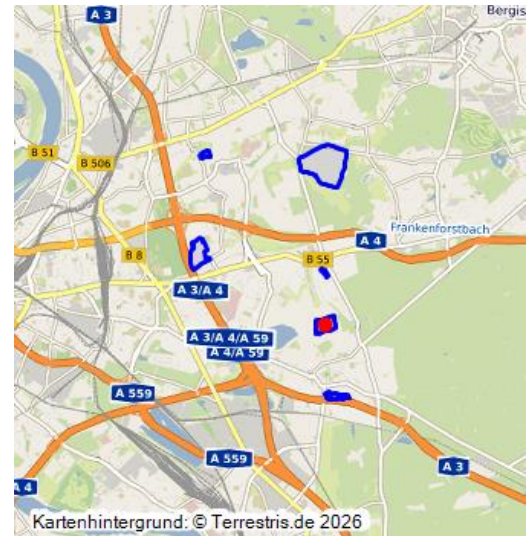 A 3
Bergis
B 51
B 506
Frankenforstbach
A 4
B 8
B 55
A 3/A 4
A 3/A 4/A 59
A 4/A 59
A 559
A 559
A 3
A 4
Kartenhintergrund: © Terrestris.de 2026